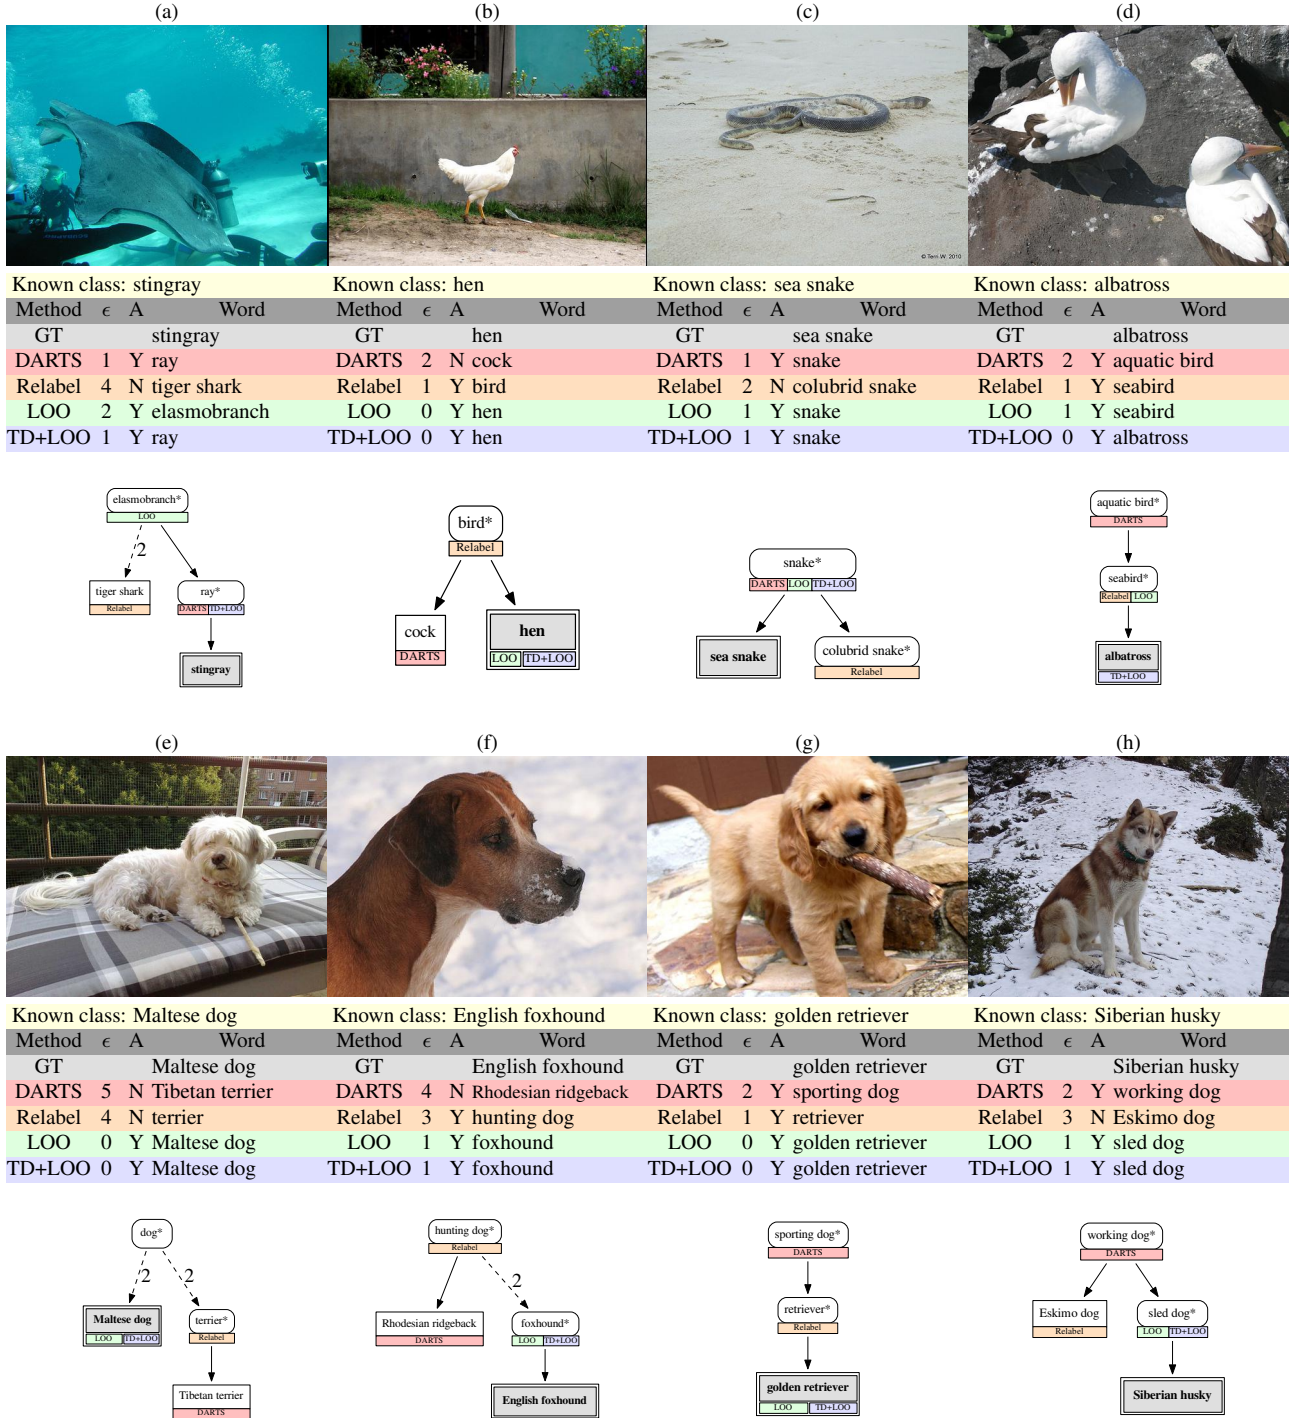 (a) (b) (c) (d)
© Terri W. 2010
Known class: stingray Known class: hen Known class: sea snake Known class: albatross
Method ϵ A Word Method ϵ A Word Method ϵ A Word Method ϵ A Word
GT stingray GT hen GT sea snake GT albatross
DARTS 1 Y ray DARTS 2 N cock DARTS 1 Y snake DARTS 2 Y aquatic bird
Relabel 4 N tiger shark Relabel 1 Y bird Relabel 2 N colubrid snake Relabel 1 Y seabird
LOO 2 Y elasmobranch LOO 0 Y hen LOO 1 Y snake LOO 1 Y seabird
TD+LOO 1 Y ray TD+LOO 0 Y hen TD+LOO 1 Y snake TD+LOO 0 Y albatross
elasmobranch*
LOO
2
tiger shark ray*
Relabel DARTS TD+LOO
stingray
bird*
Relabel
cock hen
DARTS LOO TD+LOO
snake*
DARTS LOO TD+LOO
sea snake colubrid snake*
Relabel
aquatic bird*
DARTS
seabird*
Relabel LOO
albatross
TD+LOO
(e) (f) (g) (h)
Known class: Maltese dog Known class: English foxhound Known class: golden retriever Known class: Siberian husky
Method ϵ A Word Method ϵ A Word Method ϵ A Word Method ϵ A Word
GT Maltese dog GT English foxhound GT golden retriever GT Siberian husky
DARTS 5 N Tibetan terrier DARTS 4 N Rhodesian ridgeback DARTS 2 Y sporting dog DARTS 2 Y working dog
Relabel 4 N terrier Relabel 3 Y hunting dog Relabel 1 Y retriever Relabel 3 N Eskimo dog
LOO 0 Y Maltese dog LOO 1 Y foxhound LOO 0 Y golden retriever LOO 1 Y sled dog
TD+LOO 0 Y Maltese dog TD+LOO 1 Y foxhound TD+LOO 0 Y golden retriever TD+LOO 1 Y sled dog
dog*
2 2
Maltese dog terrier*
LOO TD+LOO Relabel
Tibetan terrier
DARTS
hunting dog*
Relabel
2
Rhodesian ridgeback foxhound*
DARTS LOO TD+LOO
English foxhound
sporting dog*
DARTS
retriever*
Relabel
golden retriever
LOO TD+LOO
working dog*
DARTS
Eskimo dog sled dog*
Relabel LOO TD+LOO
Siberian husky